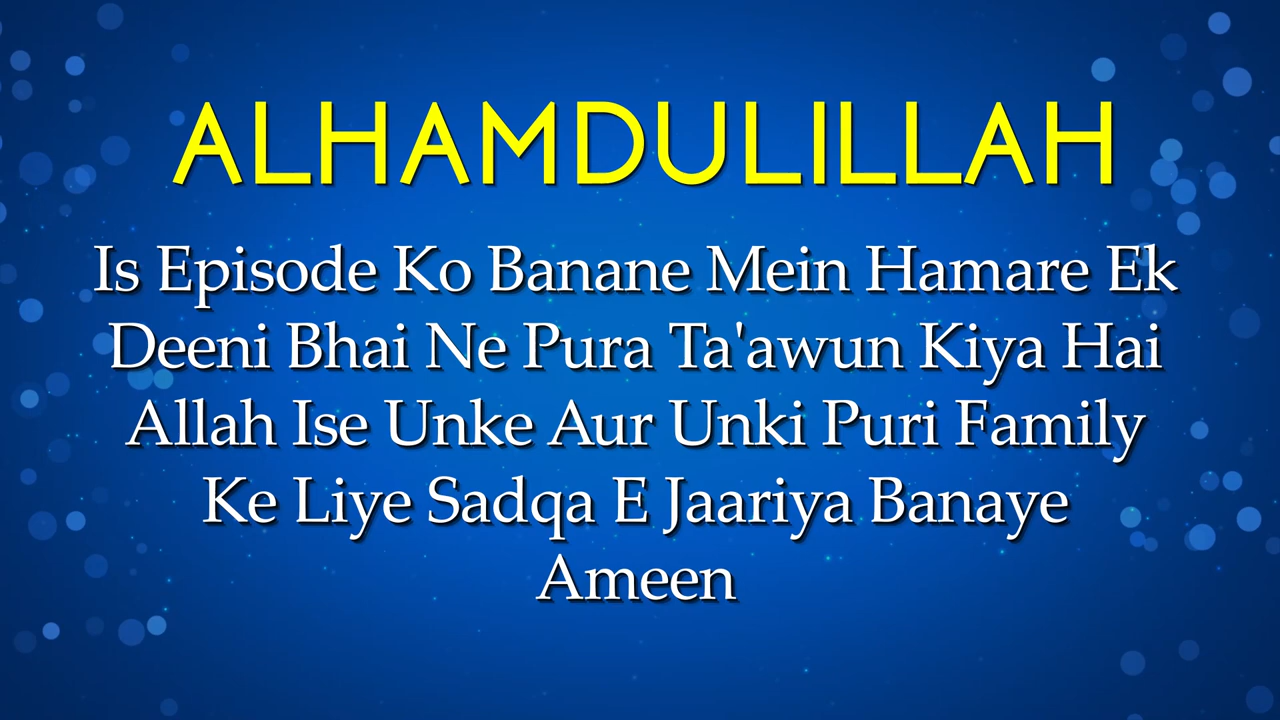 ALHAMDULILLAH
Is Episode Ko Banane Mein Hamare Ek
Deeni Bhai Ne Pura Ta'awun Kiya Hai
Allah Ise Unke Aur Unki Puri Family
Ke Liye Sadqa E Jaariya Banaye
Ameen